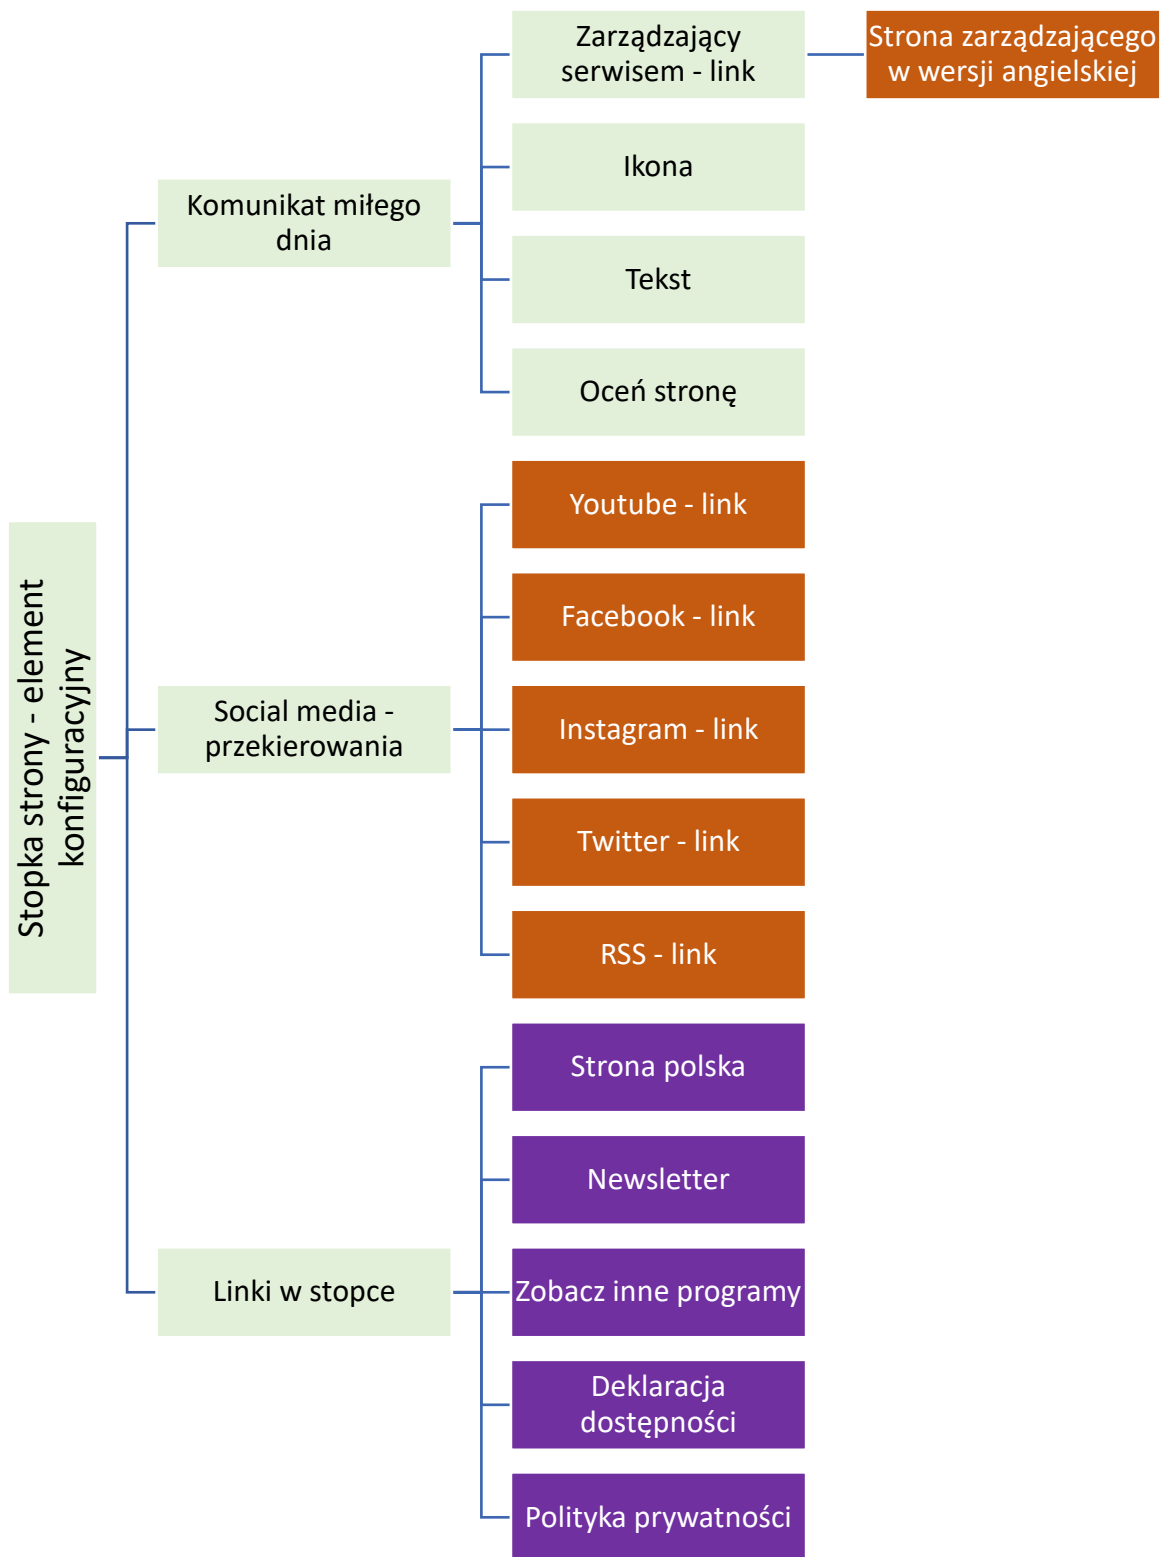 Stopka strony - element
konfiguracyjny
Komunikat miłego
dnia
Zarządzający
serwisem - link
Strona zarządzającego
w wersji angielskiej
Ikona
Tekst
Oceń stronę
Social media -
przekierowania
Youtube - link
Facebook - link
Instagram - link
Twitter - link
RSS - link
Linki w stopce
Strona polska
Newsletter
Zobacz inne programy
Deklaracja
dostępności
Polityka prywatności